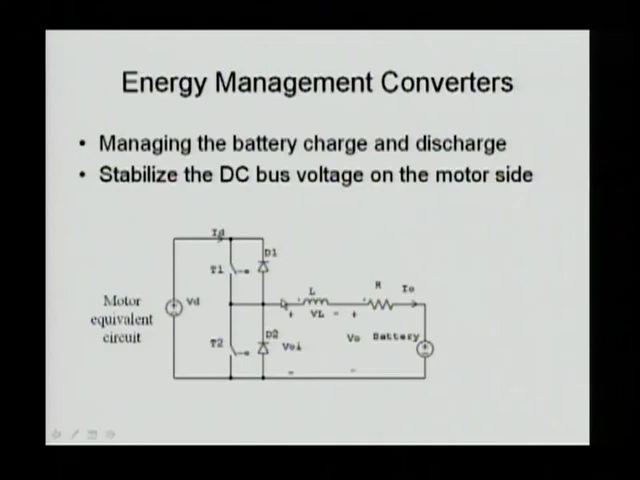 Energy Management Converters
• Managing the battery charge and discharge
• Stabilize the DC bus voltage on the motor side
Id
D1
T1
L
R
Io
Motor
equivalent
circuit
Vd
+ VL - +
T2
D2
Voi
Vo
Battery
- -